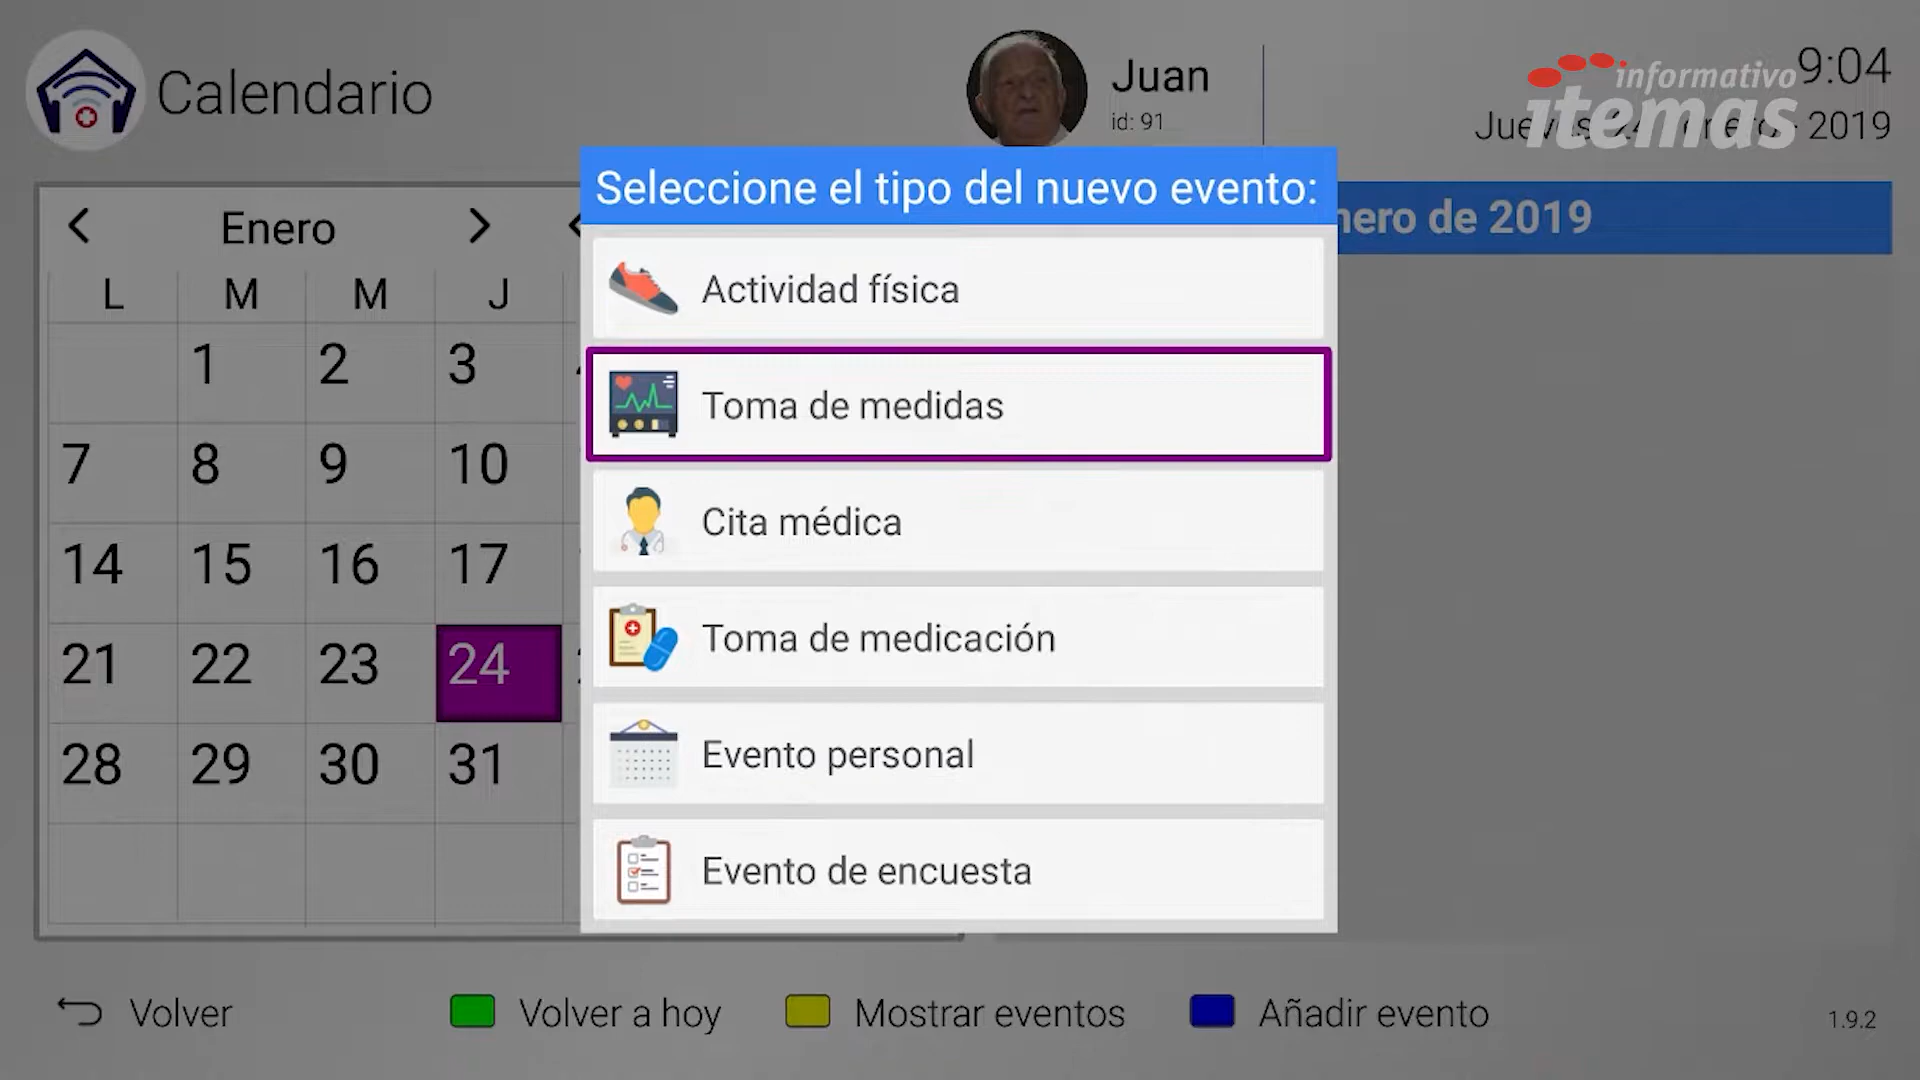 Calendario
Juan
id: 91
informativo
itemas
9:04
Jueves, 24 enero - 2019
Seleccione el tipo del nuevo evento:
nero de 2019
Enero
L M M J
1 2 3
7 8 9 10
14 15 16 17
21 22 23 24
28 29 30 31
Actividad física
Toma de medidas
Cita médica
Toma de medicación
Evento personal
Evento de encuesta
Volver
Volver a hoy
Mostrar eventos
Añadir evento
1.9.2